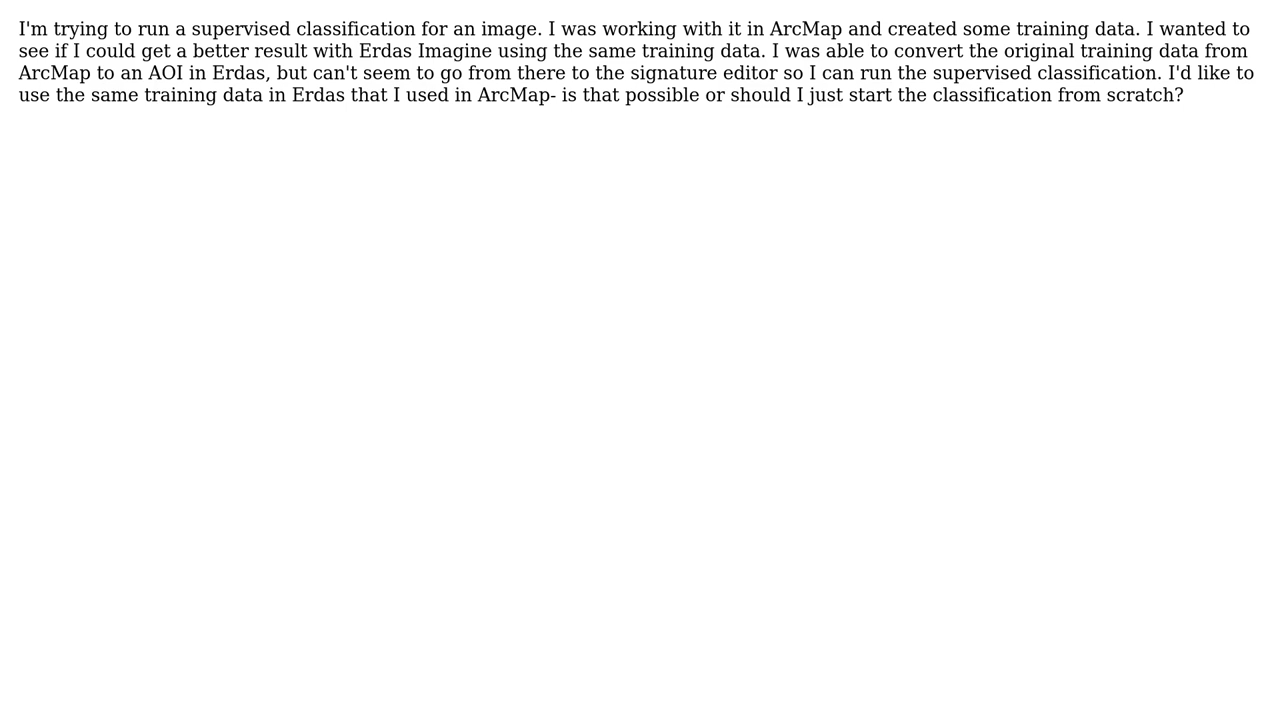 I'm trying to run a supervised classification for an image. I was working with it in ArcMap and created some training data. I wanted to
see if I could get a better result with Erdas Imagine using the same training data. I was able to convert the original training data from
ArcMap to an AOI in Erdas, but can't seem to go from there to the signature editor so I can run the supervised classification. I'd like to
use the same training data in Erdas that I used in ArcMap- is that possible or should I just start the classification from scratch?